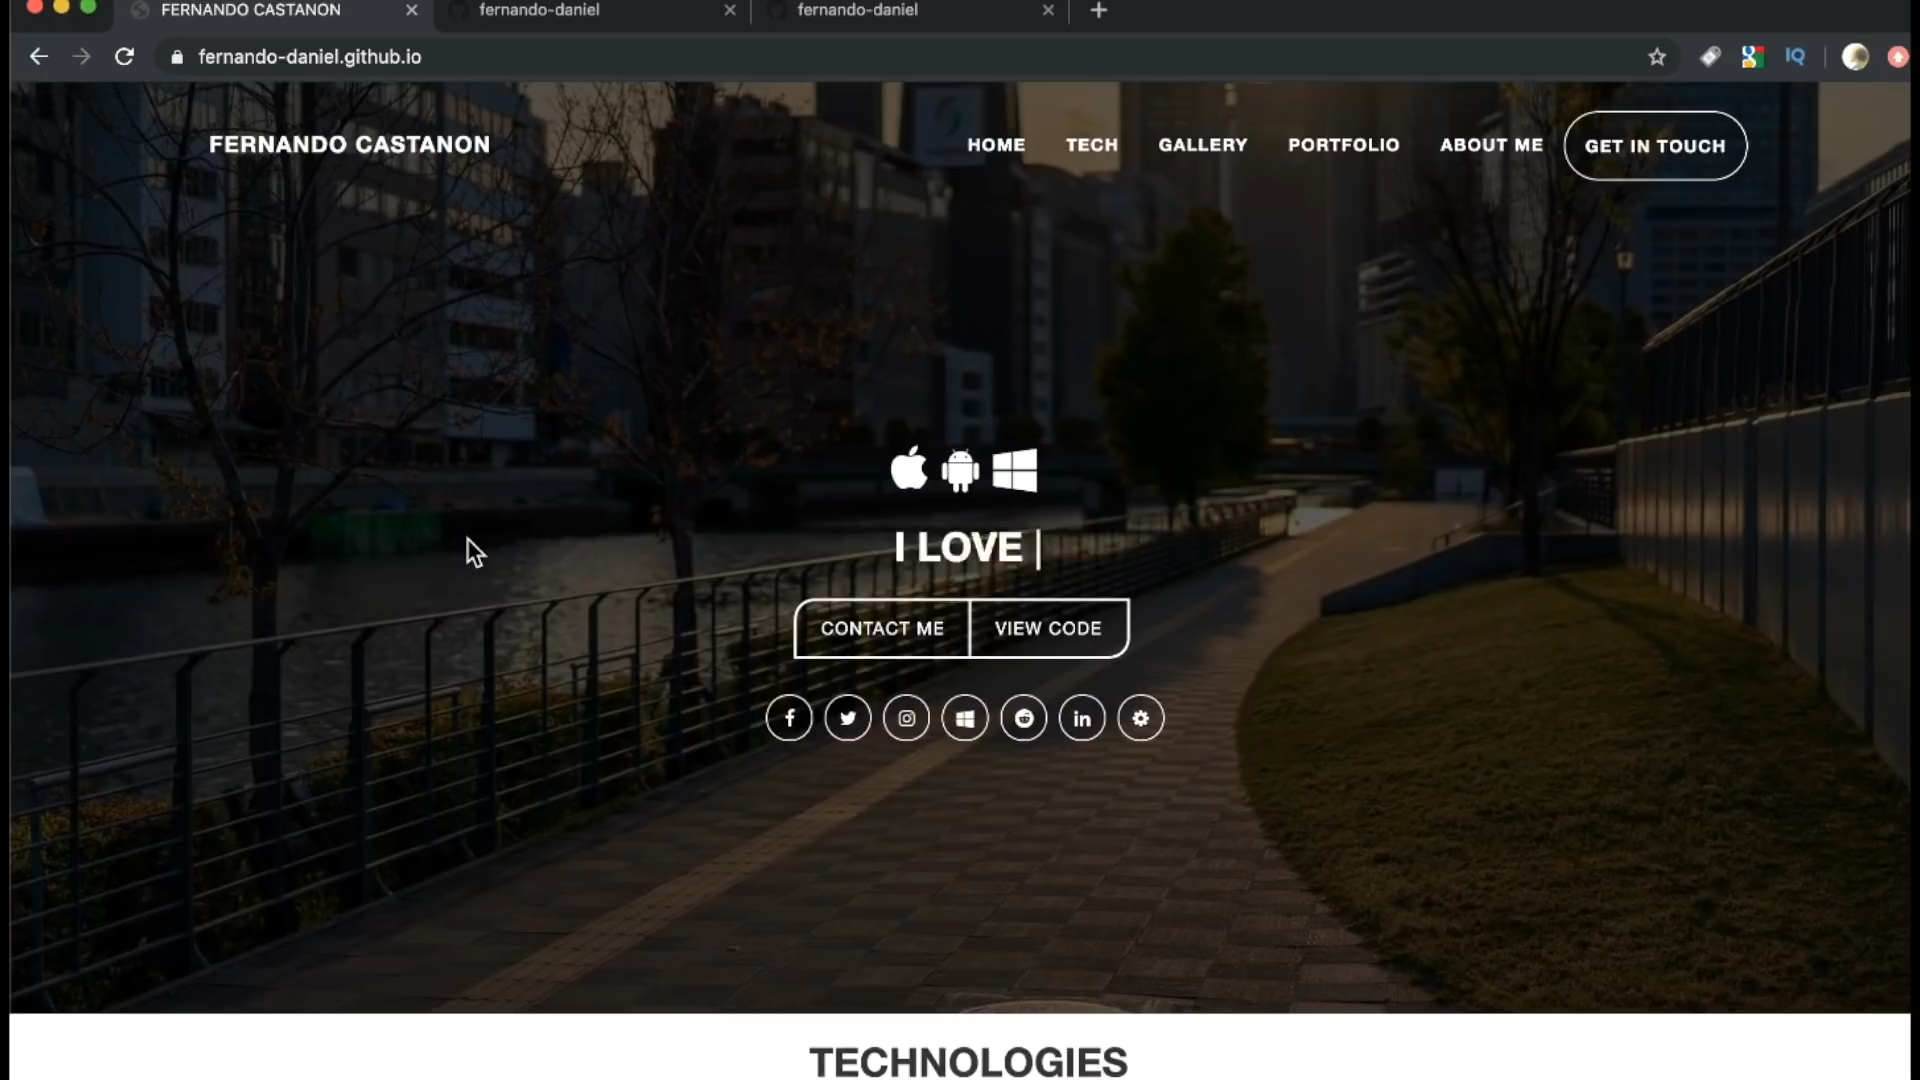 FERNANDO CASTANON
fernando-daniel
fernando-daniel
fernando-daniel.github.io
IQ
FERNANDO CASTANON
HOME
TECH
GALLERY
PORTFOLIO
ABOUT ME
GET IN TOUCH
I LOVE |
CONTACT ME
VIEW CODE
TECHNOLOGIES